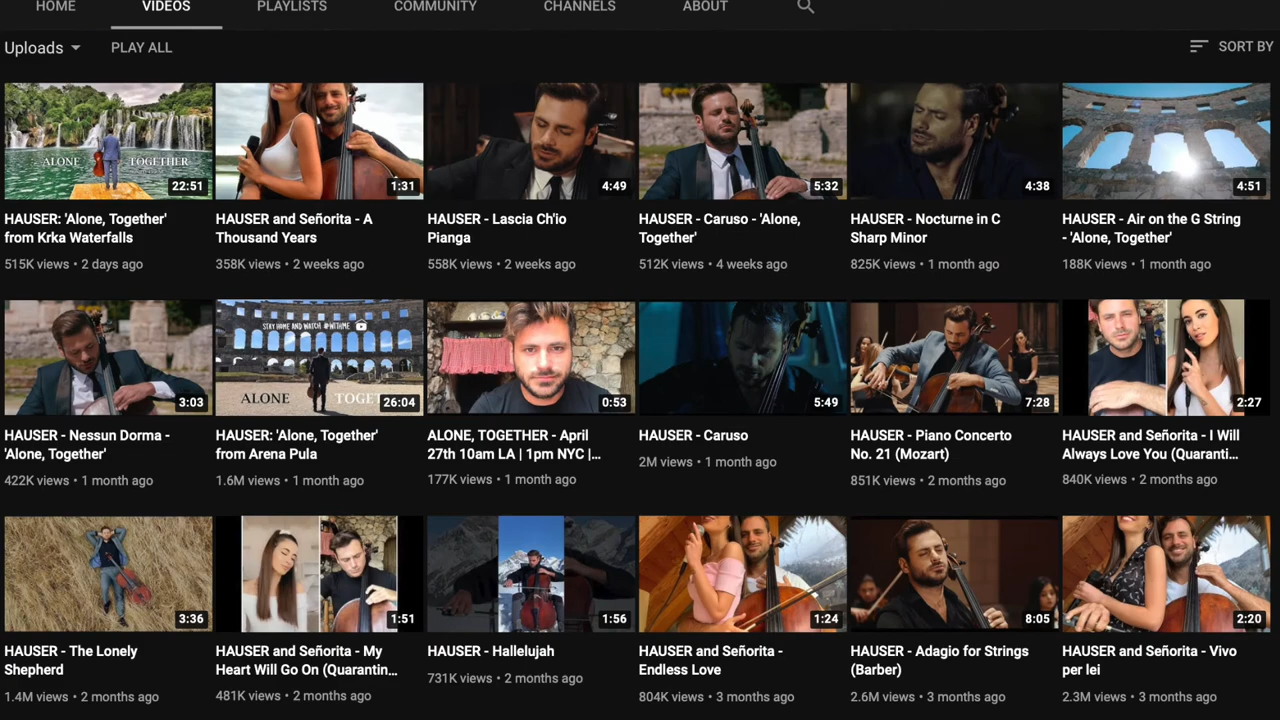 HOME VIDEOS PLAYLISTS COMMUNITY CHANNELS ABOUT
Uploads PLAY ALL SORT BY
ALONE TOGETHER
22:51
1:31
4:49
5:32
4:38
4:51
HAUSER: 'Alone, Together'
from Krka Waterfalls
515K views • 2 days ago
HAUSER and Señorita - A
Thousand Years
358K views • 2 weeks ago
HAUSER - Lascia Ch'io
Pianga
558K views • 2 weeks ago
HAUSER - Caruso - 'Alone,
Together'
512K views • 4 weeks ago
HAUSER - Nocturne in C
Sharp Minor
825K views • 1 month ago
HAUSER - Air on the G String
- 'Alone, Together'
188K views • 1 month ago
3:03
STAY HOME AND WATCH #WITHME
ALONE TOGET
26:04
0:53
5:49
7:28
2:27
HAUSER - Nessun Dorma -
'Alone, Together'
422K views • 1 month ago
HAUSER: 'Alone, Together'
from Arena Pula
1.6M views • 1 month ago
ALONE, TOGETHER - April
27th 10am LA | 1pm NYC |...
177K views • 1 month ago
HAUSER - Caruso
2M views • 1 month ago
HAUSER - Piano Concerto
No. 21 (Mozart)
851K views • 2 months ago
HAUSER and Señorita - I Will
Always Love You (Quaranti...
840K views • 2 months ago
3:36
1:51
1:56
1:24
8:05
2:20
HAUSER - The Lonely
Shepherd
1.4M views • 2 months ago
HAUSER and Señorita - My
Heart Will Go On (Quarantin...
481K views • 2 months ago
HAUSER - Hallelujah
731K views • 2 months ago
HAUSER and Señorita -
Endless Love
804K views • 3 months ago
HAUSER - Adagio for Strings
(Barber)
2.6M views • 3 months ago
HAUSER and Señorita - Vivo
per lei
2.3M views • 3 months ago